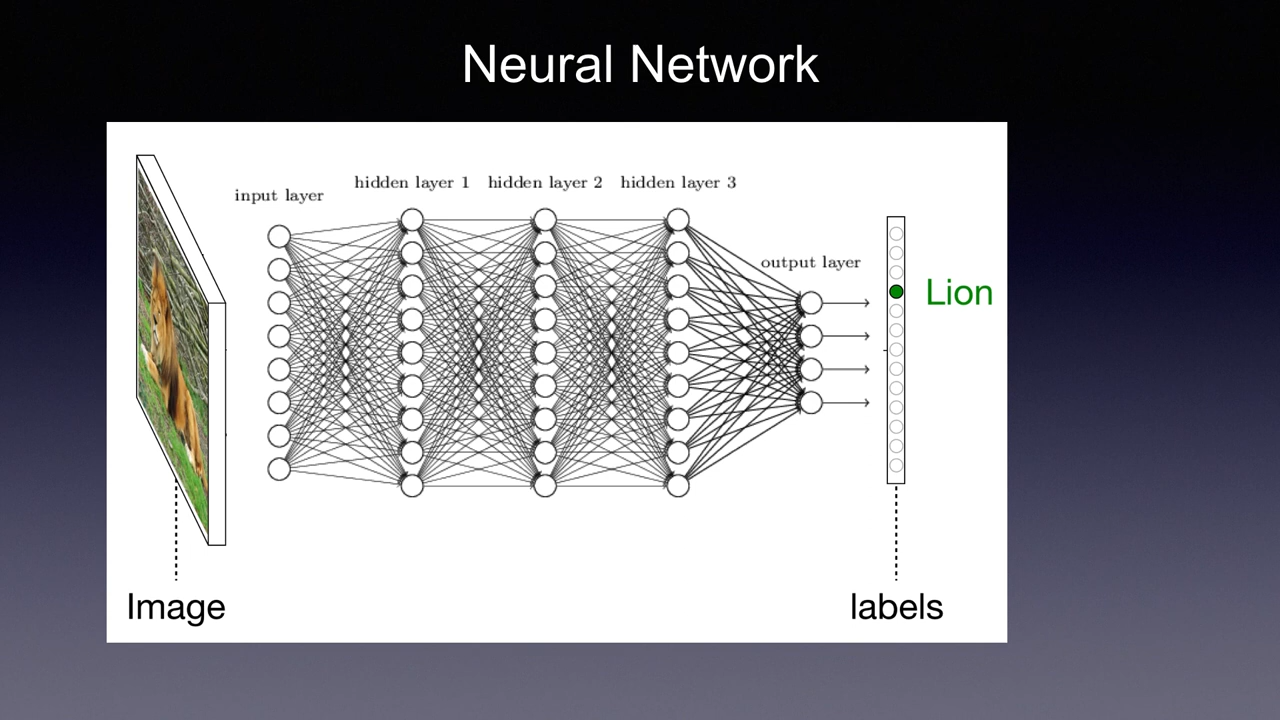 Neural Network
input layer
hidden layer 1
hidden layer 2
hidden layer 3
output layer
Lion
Image
labels